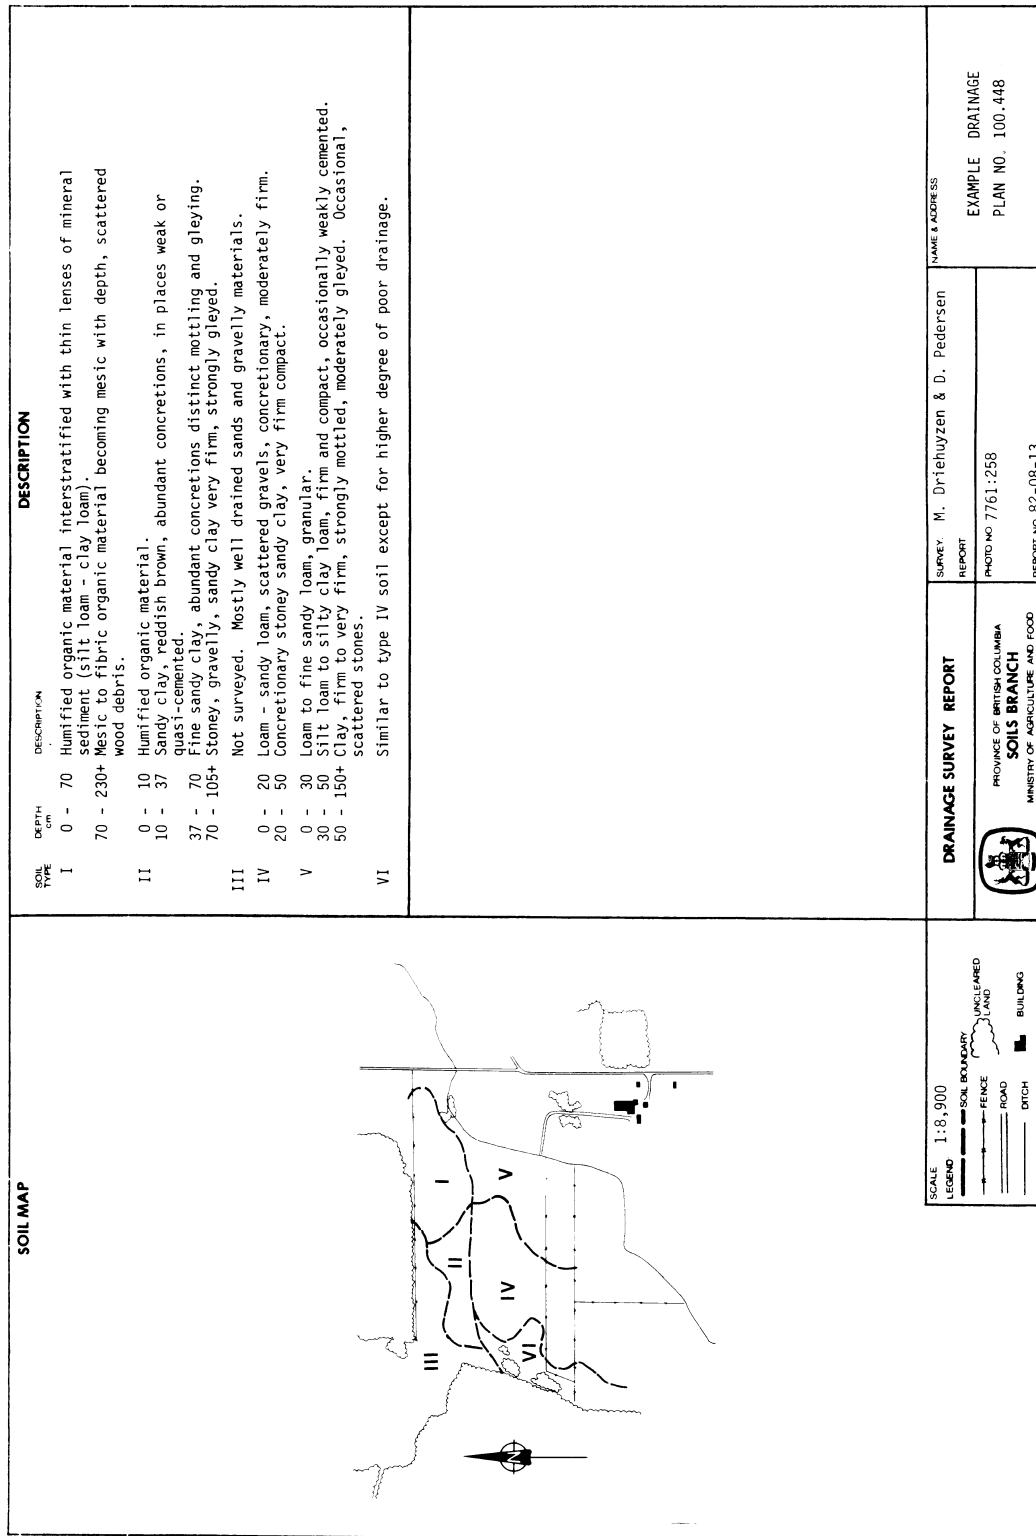 SOIL MAP
III
II
I
VI
IV
V
N
DESCRIPTION
SOIL TYPE DEPTH cm DESCRIPTION
I 0 - 70 Humified organic material interstratified with thin lenses of mineral
sediment (silt loam - clay loam).
70 - 230+ Mesic to fibric organic material becoming mesic with depth, scattered
wood debris.
II 0 - 10 Humified organic material.
10 - 37 Sandy clay, reddish brown, abundant concretions, in places weak or
quasi-cemented.
37 - 70 Fine sandy clay, abundant concretions distinct mottling and gleying.
70 - 105+ Stoney, gravelly, sandy clay very firm, strongly gleyed.
III Not surveyed. Mostly well drained sands and gravelly materials.
IV 0 - 20 Loam - sandy loam, scattered gravels, concretionary, moderately firm.
20 - 50 Concretionary stoney sandy clay, very firm compact.
V 0 - 30 Loam to fine sandy loam, granular.
30 - 50 Silt loam to silty clay loam, firm and compact, occasionally weakly cemented.
50 - 150+ Clay, firm to very firm, strongly mottled, moderately gleyed. Occasional,
scattered stones.
VI Similar to type IV soil except for higher degree of poor drainage.
SCALE 1:8,900
LEGEND
SOIL BOUNDARY
UNCLEARED LAND
FENCE
ROAD
DITCH
BUILDING
DRAINAGE SURVEY REPORT
PROVINCE OF BRITISH COLUMBIA
SOILS BRANCH
MINISTRY OF AGRICULTURE AND FOOD
SURVEY. M. Driehuyzen & D. Pedersen
REPORT
PHOTO NO 7761:258
REPORT NO 82-08-13
NAME & ADDRESS
EXAMPLE DRAINAGE
PLAN NO. 100.448